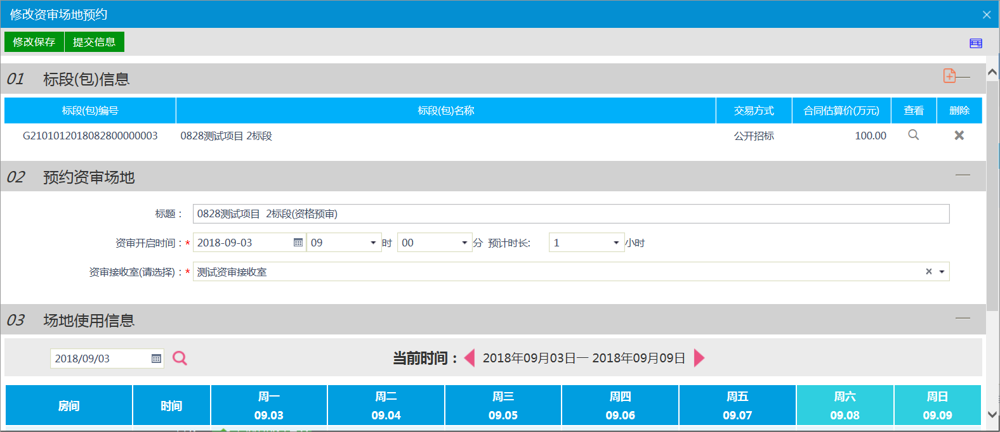 修改资审场地预约
修改保存 提交信息
01 标段(包)信息
标段(包)编号 标段(包)名称 交易方式 合同估算价(万元) 查看 删除
G2101012018082800000003 0828测试项目 2标段 公开招标 100.00
02 预约资审场地
标题： 0828测试项目 2标段(资格预审)
资审开启时间：* 2018-09-03 09 时 00 分 预计时长: 1 小时
资审接收室(请选择)：* 测试资审接收室
03 场地使用信息
2018/09/03 当前时间： 2018年09月03日一 2018年09月09日
房间 时间 周一 周二 周三 周四 周五 周六 周日
09.03 09.04 09.05 09.06 09.07 09.08 09.09